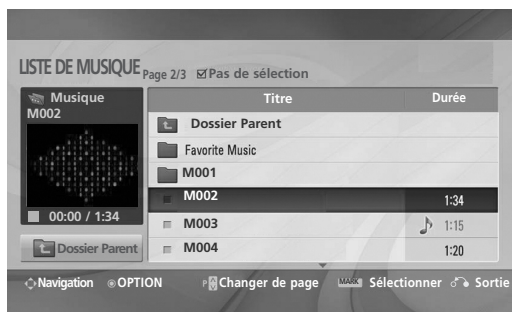 LISTE DE MUSIQUE Page 2/3 ☑Pas de sélection
Musique
M002
00:00 / 1:34
Dossier Parent
Titre Durée
Dossier Parent
Favorite Music
M001
M002 1:34
M003 1:15
M004 1:20
Navigation OPTION P Changer de page MARK Sélectionner Sortie